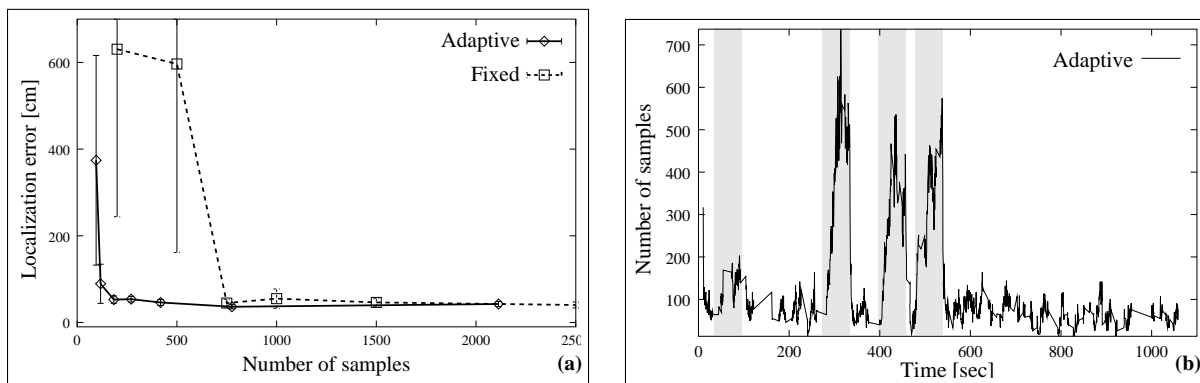 600
400
200
0
Localization error [cm]
Adaptive
Fixed
0 500 1000 1500 2000 2500
Number of samples
(a)
700
600
500
400
300
200
100
Number of samples
Adaptive
0 200 400 600 800 1000
Time [sec]
(b)